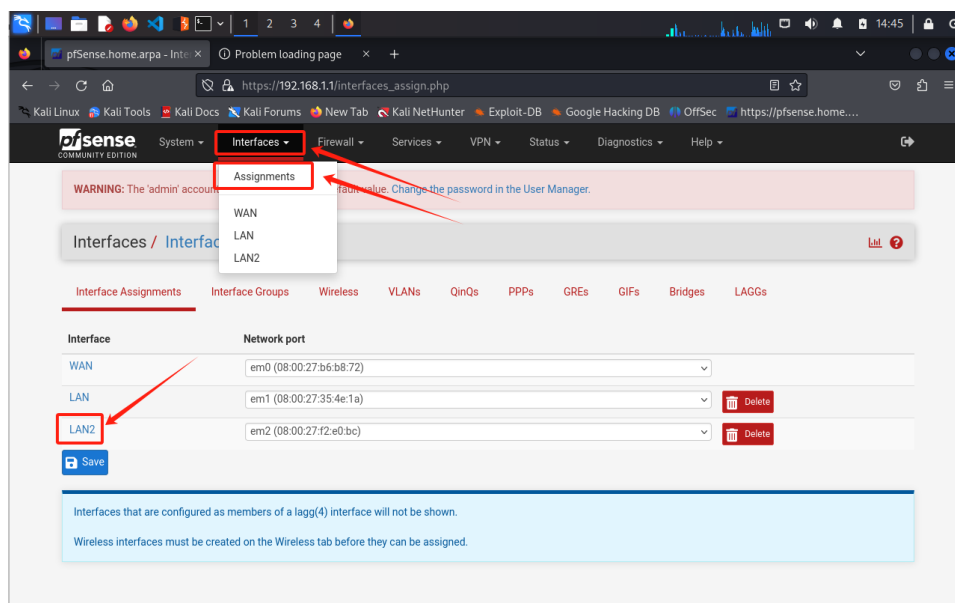 1 2 3 4 14:45
pfSense.home.arpa - Inte × Problem loading page × +
https://192.168.1.1/interfaces_assign.php
Kali Linux Kali Tools Kali Docs Kali Forums New Tab Kali NetHunter Exploit-DB Google Hacking DB OffSec https://pfsense.home....
pfsense System Interfaces Firewall Services VPN Status Diagnostics Help
COMMUNITY EDITION
Assignments
WARNING: The 'admin' account value. Change the password in the User Manager.
WAN
LAN
LAN2
Interfaces / Interfac
Interface Assignments Interface Groups Wireless VLANs QinQs PPPs GREs GIFs Bridges LAGGs
Interface Network port
WAN em0 (08:00:27:b6:b8:72)
LAN em1 (08:00:27:35:4e:1a) Delete
LAN2 em2 (08:00:27:f2:e0:bc) Delete
Save
Interfaces that are configured as members of a lagg(4) interface will not be shown.
Wireless interfaces must be created on the Wireless tab before they can be assigned.